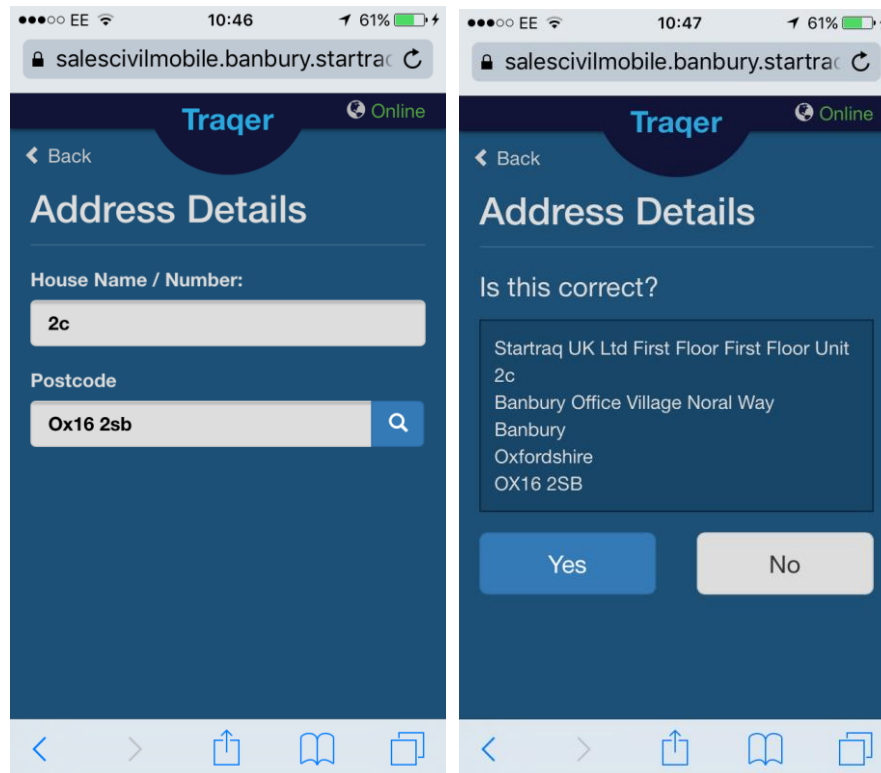 EE 10:46 61%
salescivilmobile.banbury.startrac
Traqer
Online
Back
Address Details
House Name / Number:
2c
Postcode
Ox16 2sb
EE 10:47 61%
salescivilmobile.banbury.startrac
Traqer
Online
Back
Address Details
Is this correct?
Startraq UK Ltd First Floor First Floor Unit
2c
Banbury Office Village Noral Way
Banbury
Oxfordshire
OX16 2SB
Yes
No